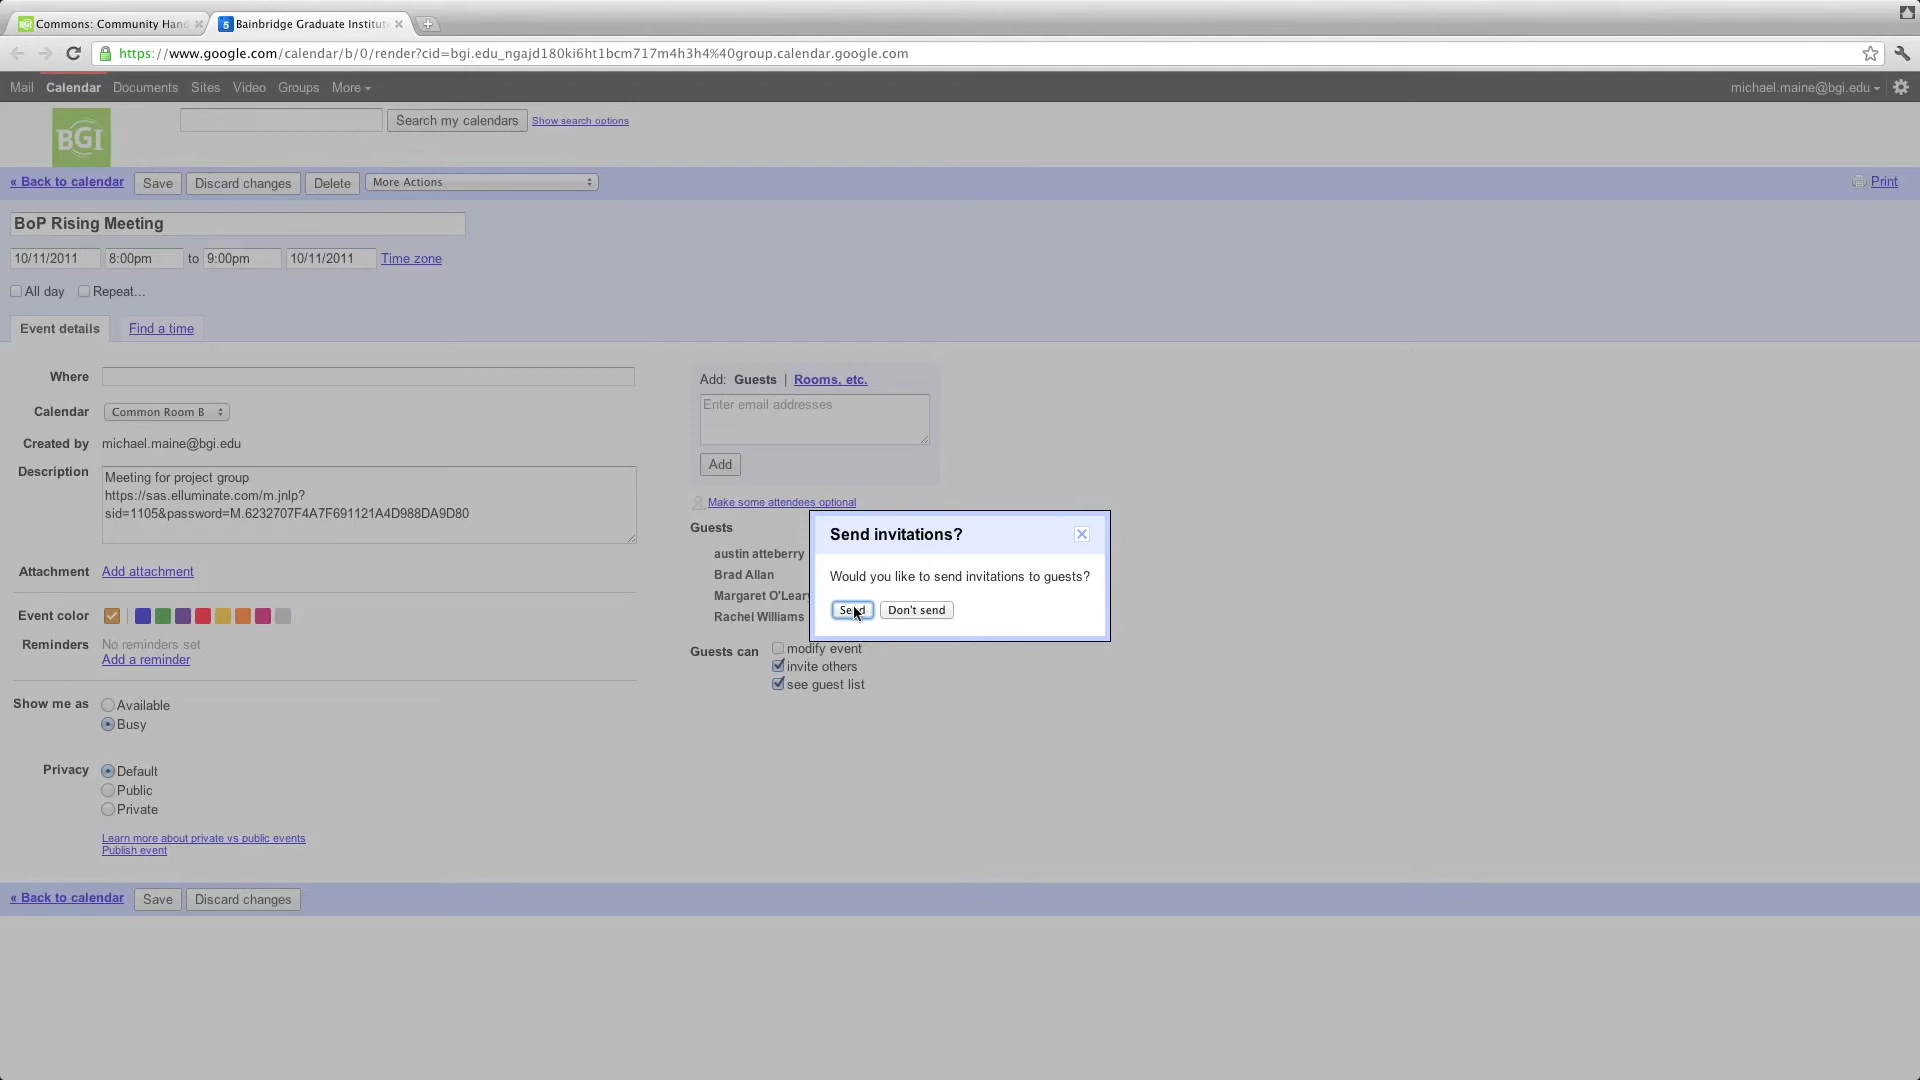 Commons: Community Hand
Bainbridge Graduate Institute
https://www.google.com/calendar/b/0/render?cid=bgi.edu_ngajd180ki6ht1bcm717m4h3h4%40group.calendar.google.com
Mail Calendar Documents Sites Video Groups More
michael.maine@bgi.edu
BGI
Search my calendars
Show search options
« Back to calendar
Save
Discard changes
Delete
More Actions
Print
BoP Rising Meeting
10/11/2011 8:00pm to 9:00pm 10/11/2011 Time zone
All day Repeat...
Event details
Find a time
Where
Calendar Common Room B
Created by michael.maine@bgi.edu
Description Meeting for project group
https://sas.elluminate.com/m.jnlp?
sid=1105&password=M.6232707F4A7F691121A4D988DA9D80
Attachment Add attachment
Event color
Reminders No reminders set
Add a reminder
Show me as Available
Busy
Privacy Default
Public
Private
Learn more about private vs public events
Publish event
Add: Guests | Rooms, etc.
Enter email addresses
Add
Make some attendees optional
Guests
austin atteberry
Brad Allan
Margaret O'Leary
Rachel Williams
Guests can modify event
invite others
see guest list
Send invitations?
Would you like to send invitations to guests?
Send
Don't send
« Back to calendar
Save
Discard changes